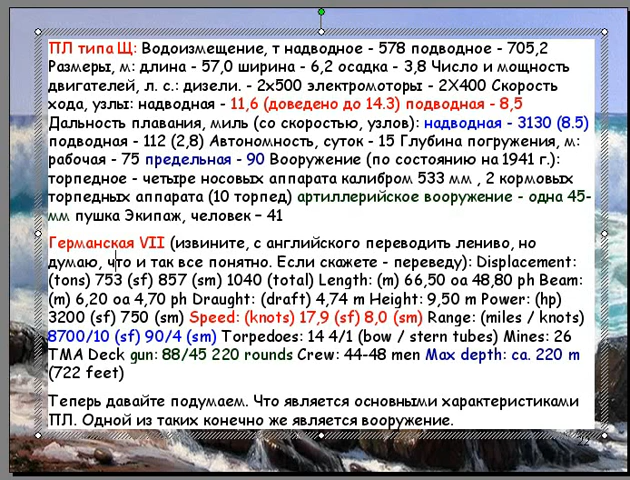 ПЛ типа Щ: Водоизмещение, т надводное - 578 подводное - 705,2
Размеры, м: длина - 57,0 ширина - 6,2 осадка - 3,8 Число и мощность
двигателей, л. с.: дизели. - 2х500 электромоторы - 2Х400 Скорость
хода, узлы: надводная - 11,6 (доведено до 14.3) подводная - 8,5
Дальность плавания, миль (со скоростью, узлов): надводная - 3130 (8.5)
подводная - 112 (2,8) Автономность, суток - 15 Глубина погружения, м:
рабочая - 75 предельная - 90 Вооружение (по состоянию на 1941 г.):
торпедное - четыре носовых аппарата калибром 533 мм , 2 кормовых
торпедных аппарата (10 торпед) артиллерийское вооружение - одна 45-
мм пушка Экипаж, человек – 41
Германская VII (извините, с английского переводить лениво, но
думаю, что и так все понятно. Если скажете - переведу): Displacement:
(tons) 753 (sf) 857 (sm) 1040 (total) Length: (m) 66,50 oa 48,80 ph Beam:
(m) 6,20 oa 4,70 ph Draught: (draft) 4,74 m Height: 9,50 m Power: (hp)
3200 (sf) 750 (sm) Speed: (knots) 17,9 (sf) 8,0 (sm) Range: (miles / knots)
8700/10 (sf) 90/4 (sm) Torpedoes: 14 4/1 (bow / stern tubes) Mines: 26
TMA Deck gun: 88/45 220 rounds Crew: 44-48 men Max depth: ca. 220 m
(722 feet)
Теперь давайте подумаем. Что является основными характеристиками
ПЛ. Одной из таких конечно же является вооружение.